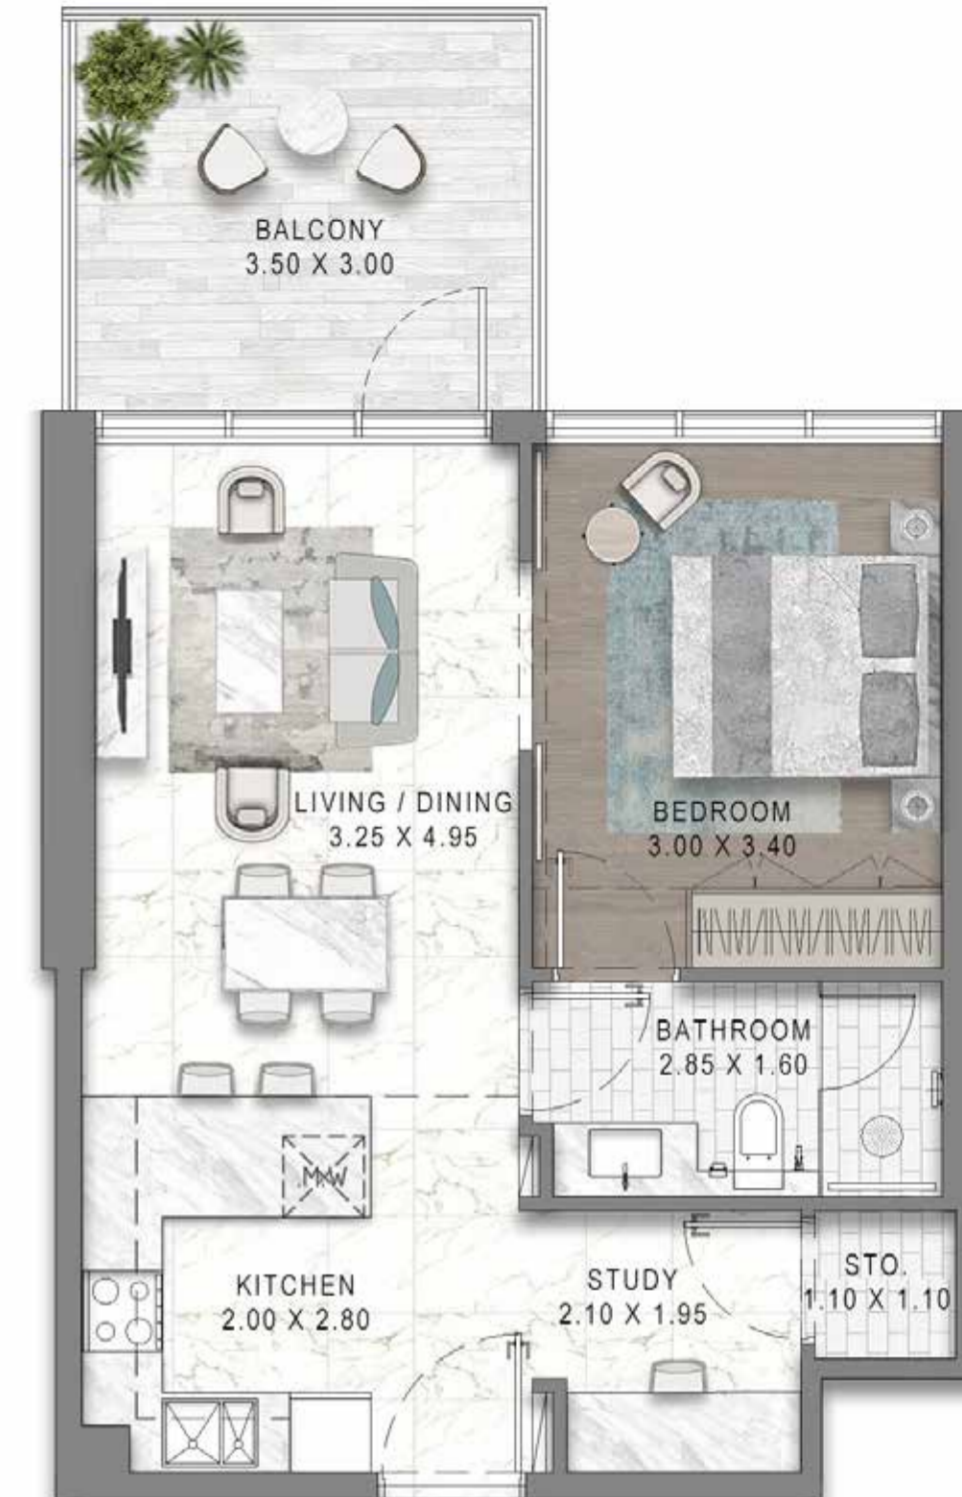 BALCONY
3.50 X 3.00
LIVING / DINING
3.25 X 4.95
BEDROOM
3.00 X 3.40
BATHROOM
2.85 X 1.60
M.W
KITCHEN
2.00 X 2.80
STUDY
2.10 X 1.95
STO.
1.10 X 1.10